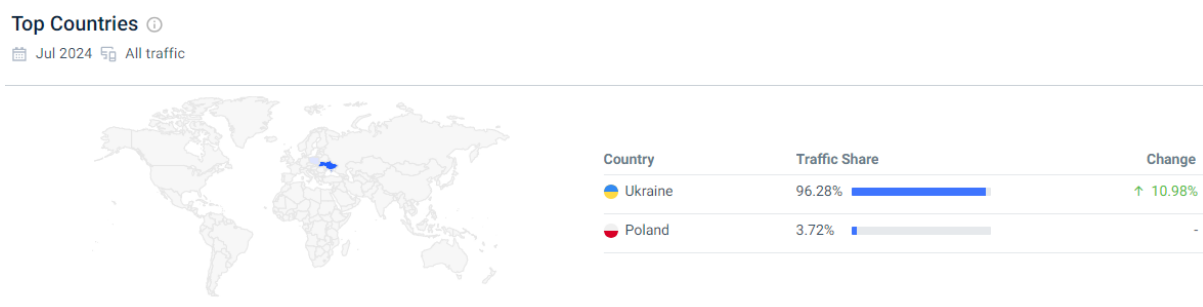 Top Countries
Jul 2024 All traffic
Country Traffic Share Change
Ukraine 96.28% ↑ 10.98%
Poland 3.72% -